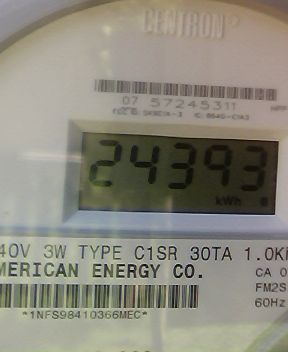 CENTRON
07 57245311
24393
kWh
40V 3W TYPE C1SR 30TA 1.0K
MERICAN ENERGY CO.
CA 0
FM2S
60Hz
*1NFS98410366MEC*